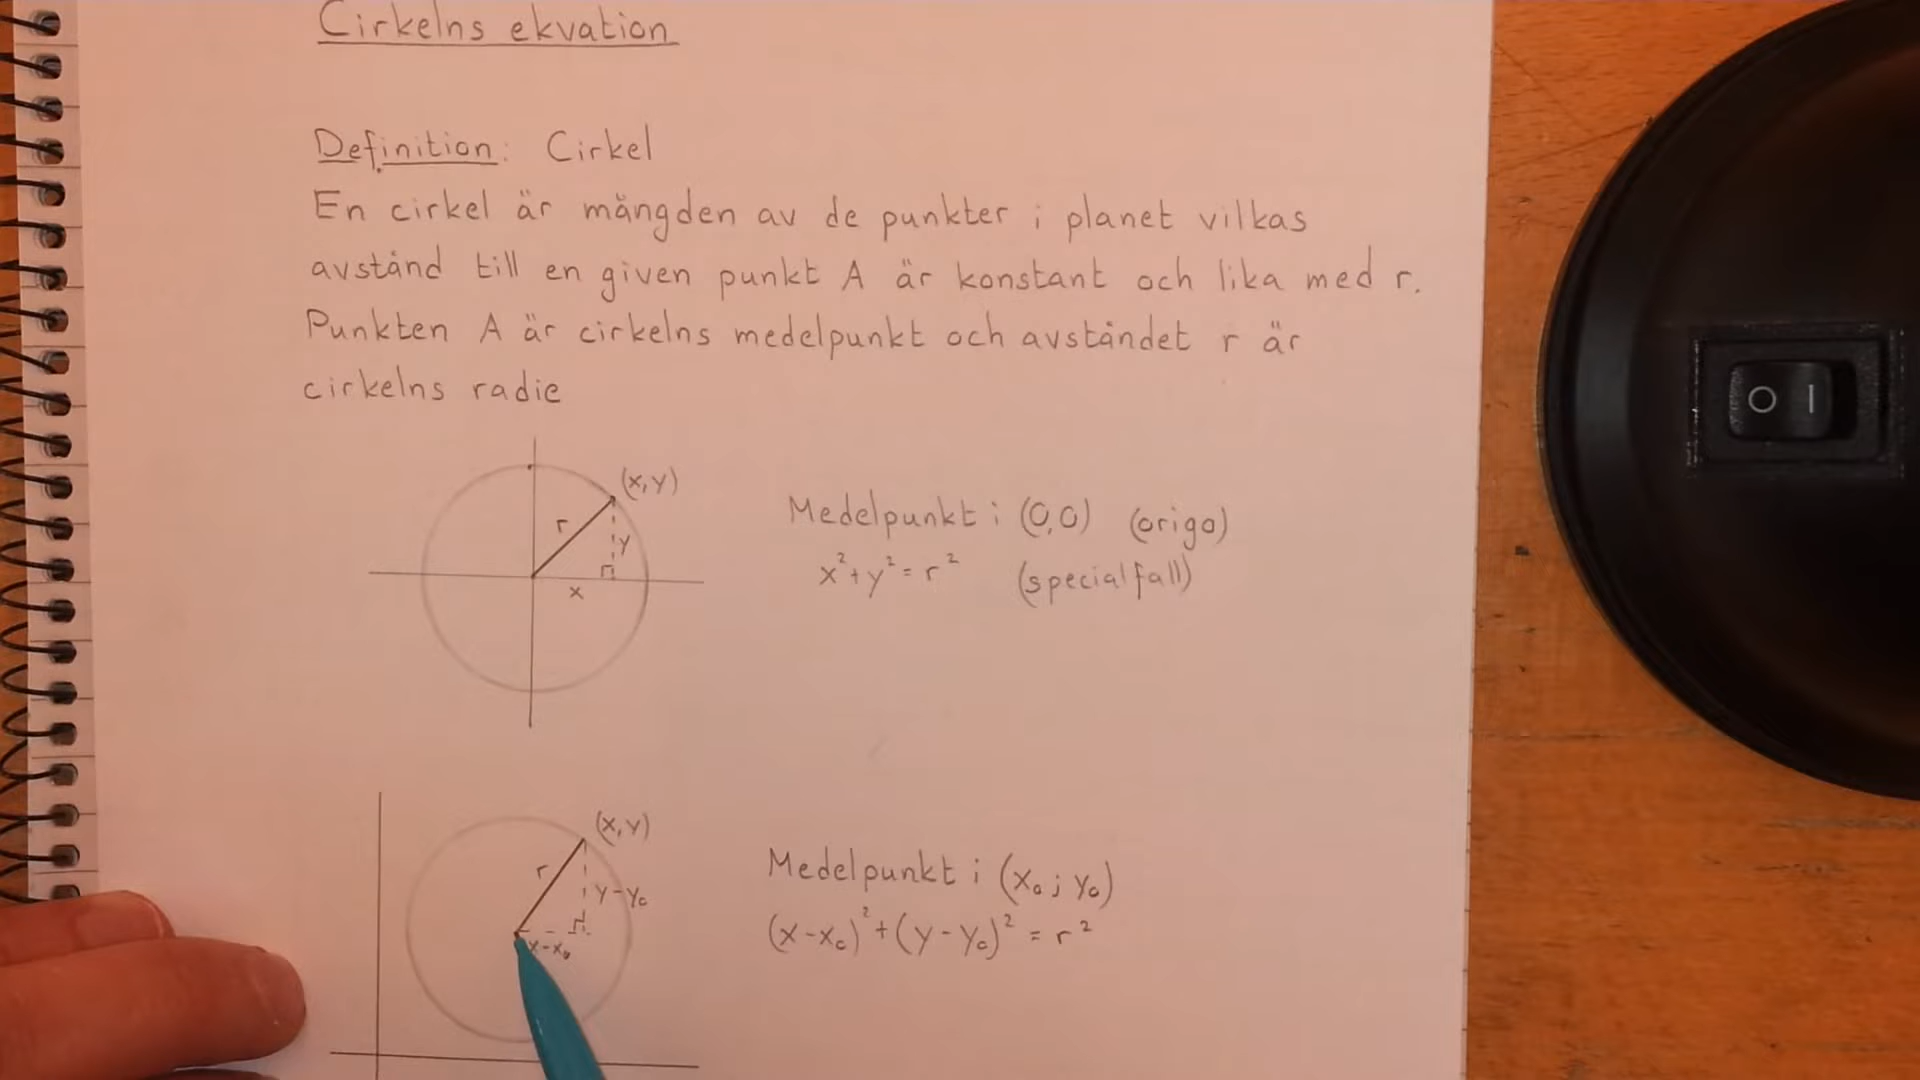 Cirkelns ekvation
Definition: Cirkel
En cirkel är mängden av de punkter i planet vilkas
avstånd till en given punkt A är konstant och lika med r.
Punkten A är cirkelns medelpunkt och avståndet r är
cirkelns radie
(x,y)
r
y
x
Medelpunkt i (0,0) (origo)
x²+y²=r² (specialfall)
(x,y)
r
y-y₀
x-x₀
Medelpunkt i (x₀; y₀)
(x-x₀)²+(y-y₀)² = r²
O I